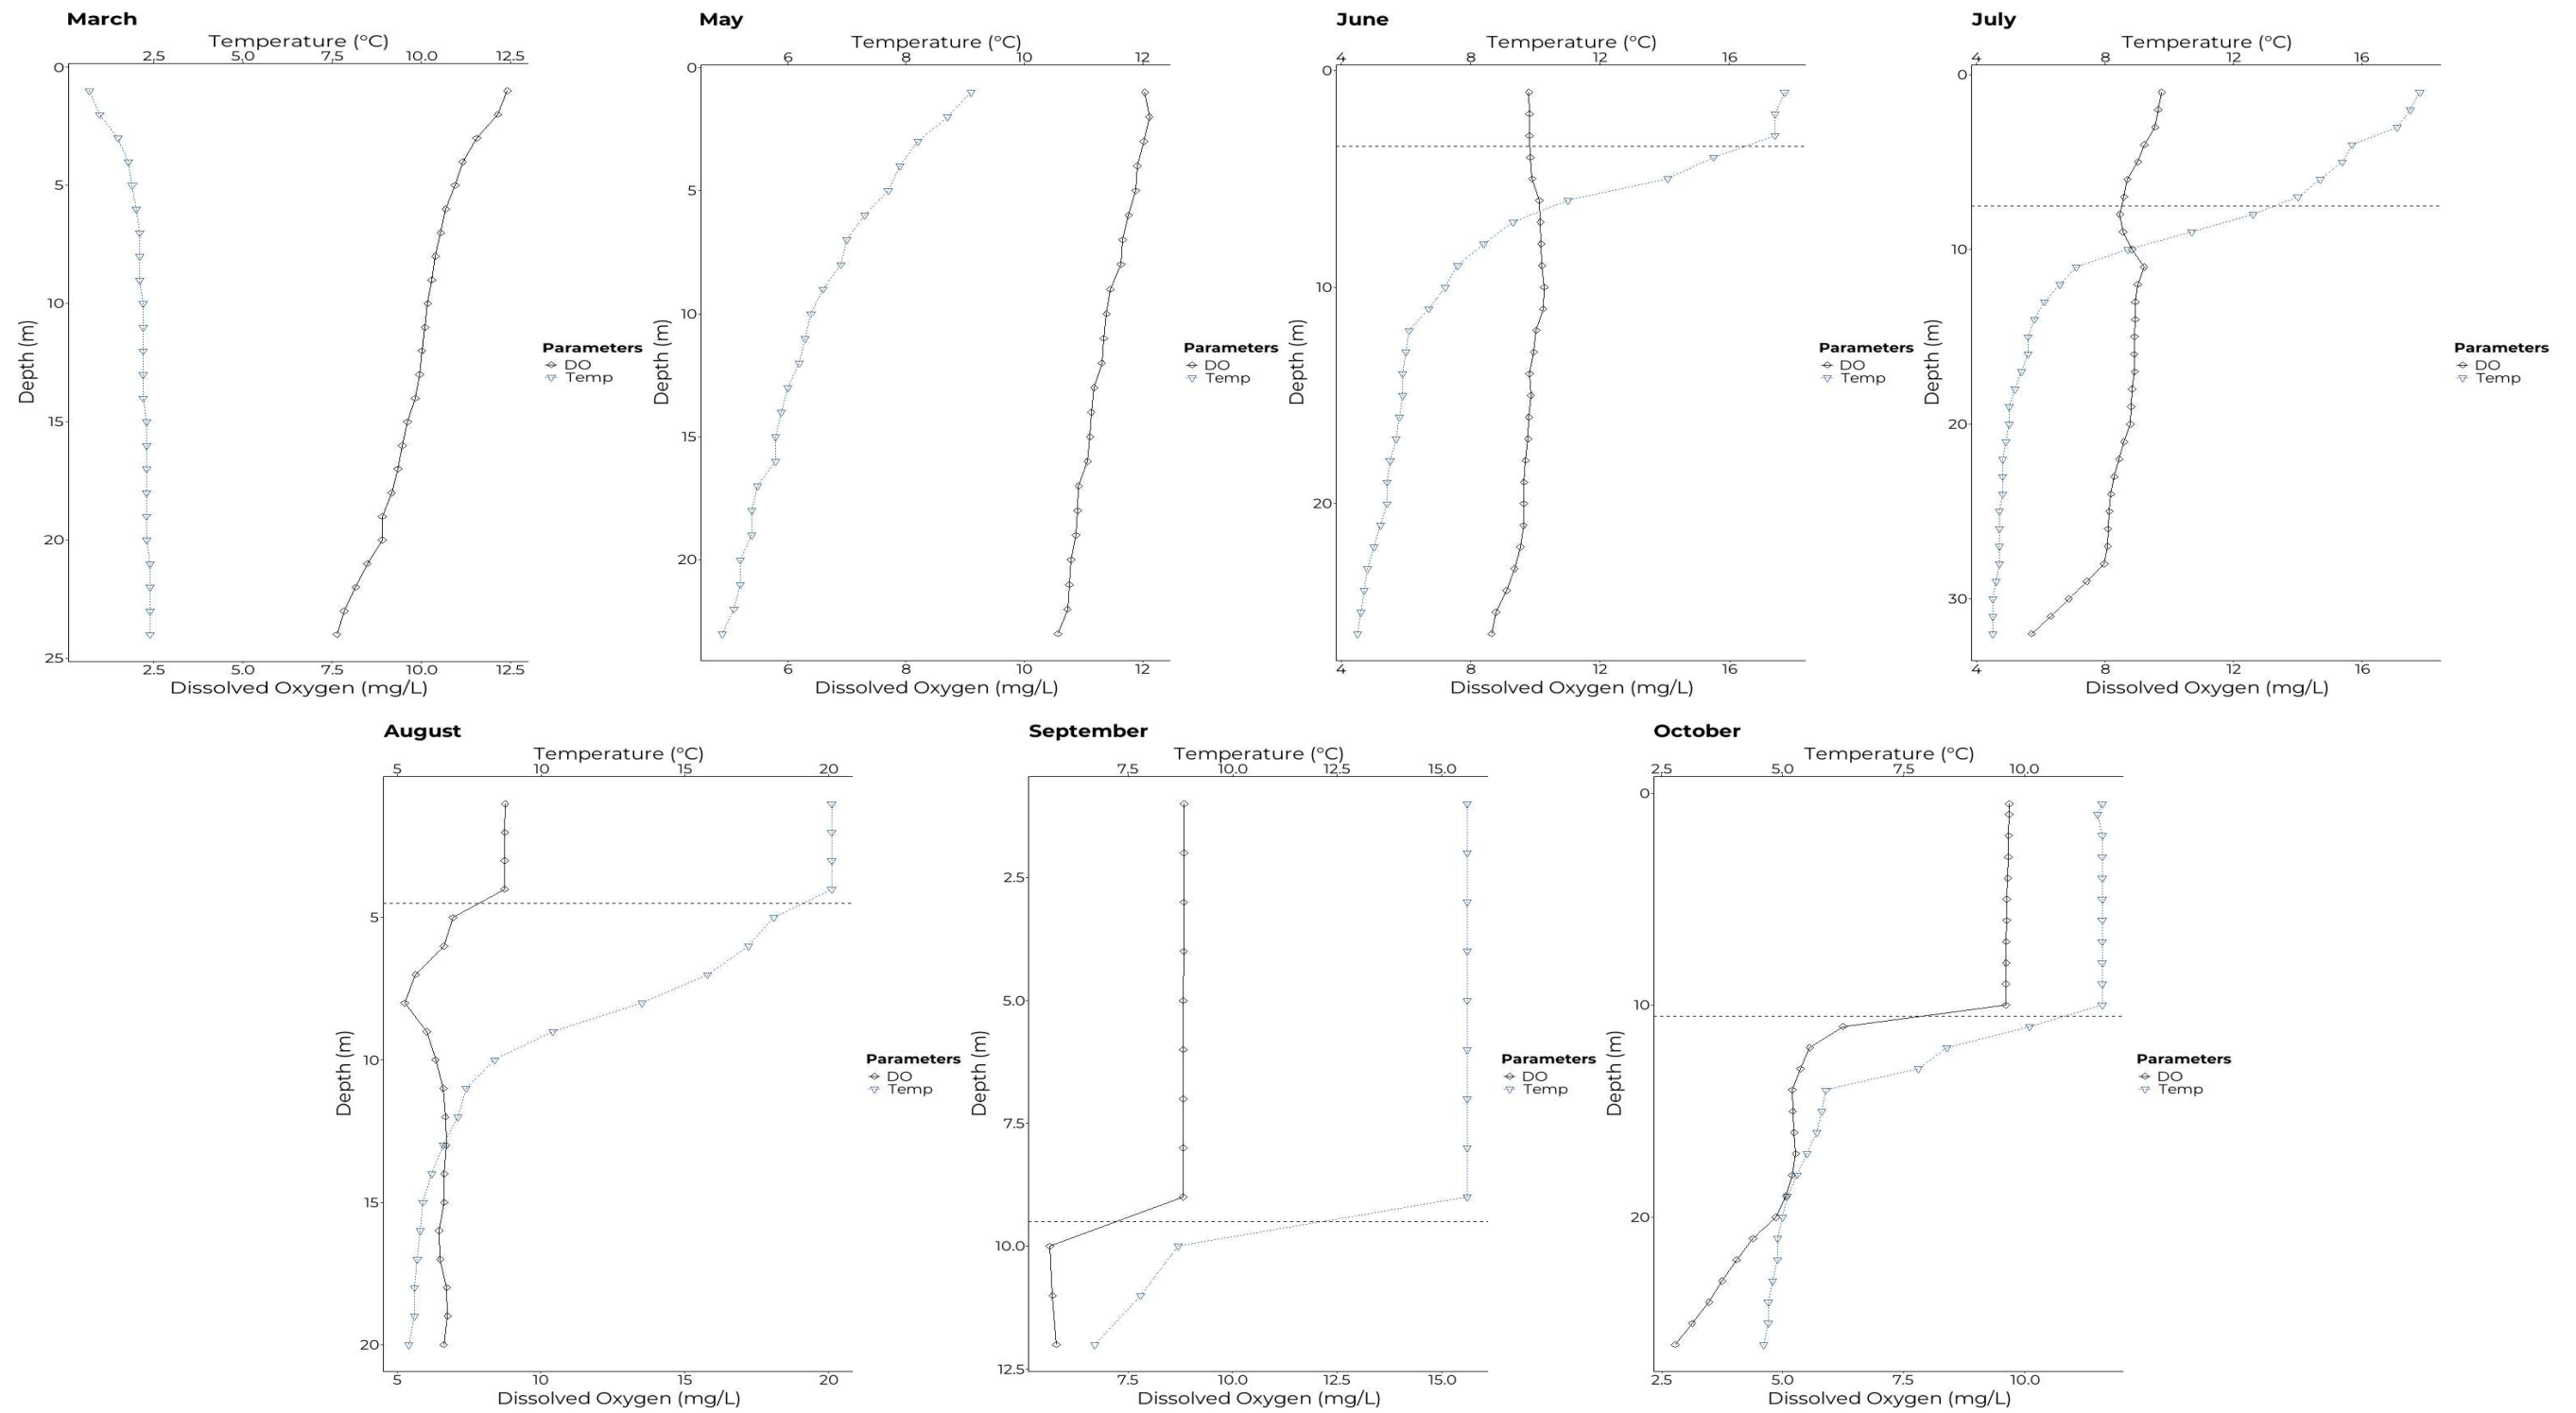 March
Temperature (°C)
2.5 5.0 7.5 10.0 12.5
0
5
10
15
20
25
Depth (m)
2.5 5.0 7.5 10.0 12.5
Dissolved Oxygen (mg/L)
Parameters
DO
Temp
May
Temperature (°C)
6 8 10 12
0
5
10
15
20
Depth (m)
6 8 10 12
Dissolved Oxygen (mg/L)
Parameters
DO
Temp
June
Temperature (°C)
4 8 12 16
0
10
20
Depth (m)
4 8 12 16
Dissolved Oxygen (mg/L)
Parameters
DO
Temp
July
Temperature (°C)
4 8 12 16
0
10
20
30
Depth (m)
4 8 12 16
Dissolved Oxygen (mg/L)
Parameters
DO
Temp
August
Temperature (°C)
5 10 15 20
5
10
15
20
Depth (m)
5 10 15 20
Dissolved Oxygen (mg/L)
Parameters
DO
Temp
September
Temperature (°C)
7.5 10.0 12.5 15.0
2.5
5.0
7.5
10.0
12.5
Depth (m)
7.5 10.0 12.5 15.0
Dissolved Oxygen (mg/L)
Parameters
DO
Temp
October
Temperature (°C)
2.5 5.0 7.5 10.0
0
10
20
Depth (m)
2.5 5.0 7.5 10.0
Dissolved Oxygen (mg/L)
Parameters
DO
Temp